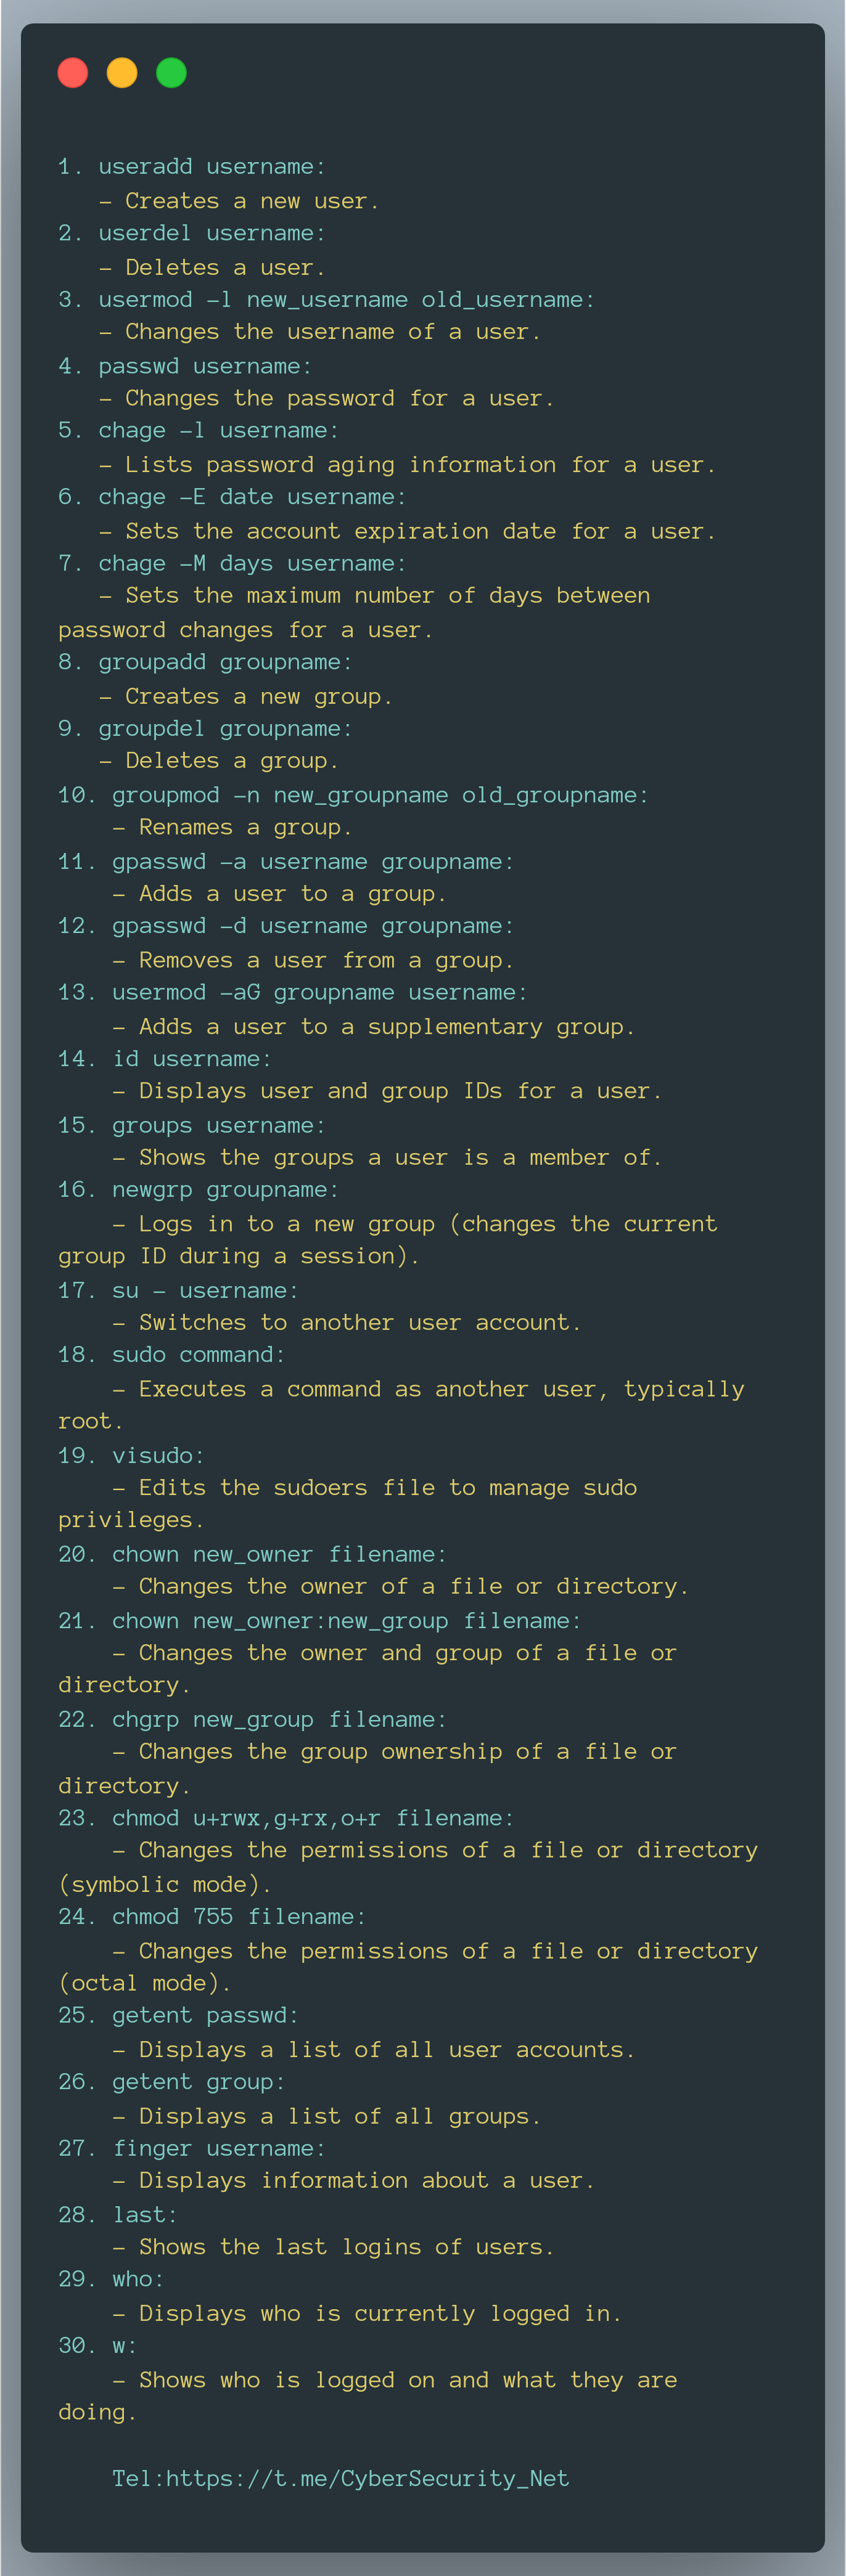 1. useradd username:
- Creates a new user.
2. userdel username:
- Deletes a user.
3. usermod -l new_username old_username:
- Changes the username of a user.
4. passwd username:
- Changes the password for a user.
5. chage -l username:
- Lists password aging information for a user.
6. chage -E date username:
- Sets the account expiration date for a user.
7. chage -M days username:
- Sets the maximum number of days between
password changes for a user.
8. groupadd groupname:
- Creates a new group.
9. groupdel groupname:
- Deletes a group.
10. groupmod -n new_groupname old_groupname:
- Renames a group.
11. gpasswd -a username groupname:
- Adds a user to a group.
12. gpasswd -d username groupname:
- Removes a user from a group.
13. usermod -aG groupname username:
- Adds a user to a supplementary group.
14. id username:
- Displays user and group IDs for a user.
15. groups username:
- Shows the groups a user is a member of.
16. newgrp groupname:
- Logs in to a new group (changes the current
group ID during a session).
17. su - username:
- Switches to another user account.
18. sudo command:
- Executes a command as another user, typically
root.
19. visudo:
- Edits the sudoers file to manage sudo
privileges.
20. chown new_owner filename:
- Changes the owner of a file or directory.
21. chown new_owner:new_group filename:
- Changes the owner and group of a file or
directory.
22. chgrp new_group filename:
- Changes the group ownership of a file or
directory.
23. chmod u+rwx,g+rx,o+r filename:
- Changes the permissions of a file or directory
(symbolic mode).
24. chmod 755 filename:
- Changes the permissions of a file or directory
(octal mode).
25. getent passwd:
- Displays a list of all user accounts.
26. getent group:
- Displays a list of all groups.
27. finger username:
- Displays information about a user.
28. last:
- Shows the last logins of users.
29. who:
- Displays who is currently logged in.
30. w:
- Shows who is logged on and what they are
doing.
Tel:https://t.me/CyberSecurity_Net